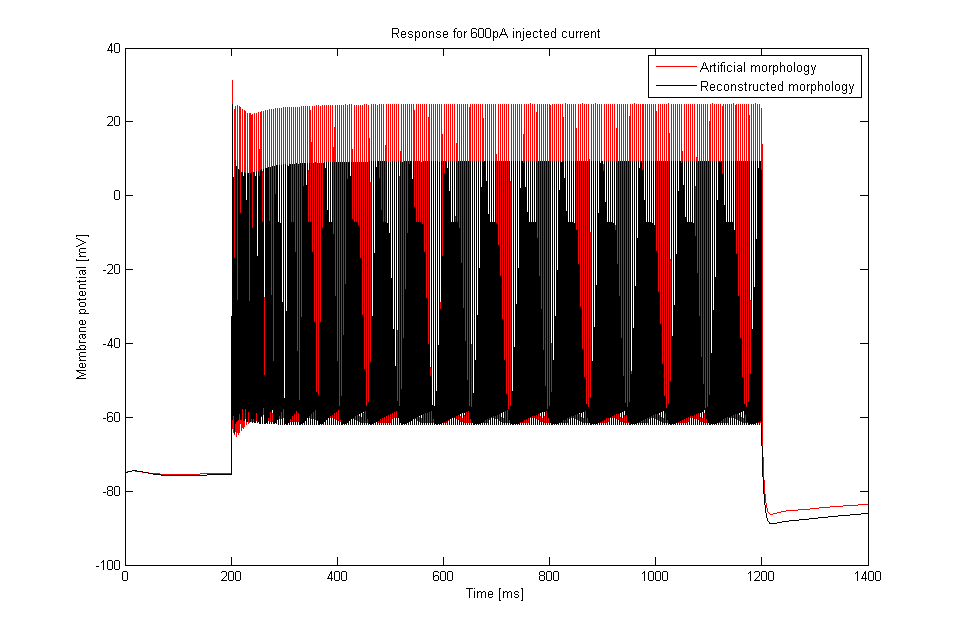 Response for 600pA injected current
Artificial morphology
Reconstructed morphology
Membrane potential [mV]
40
20
0
-20
-40
-60
-80
-100
0 200 400 600 800 1000 1200 1400
Time [ms]